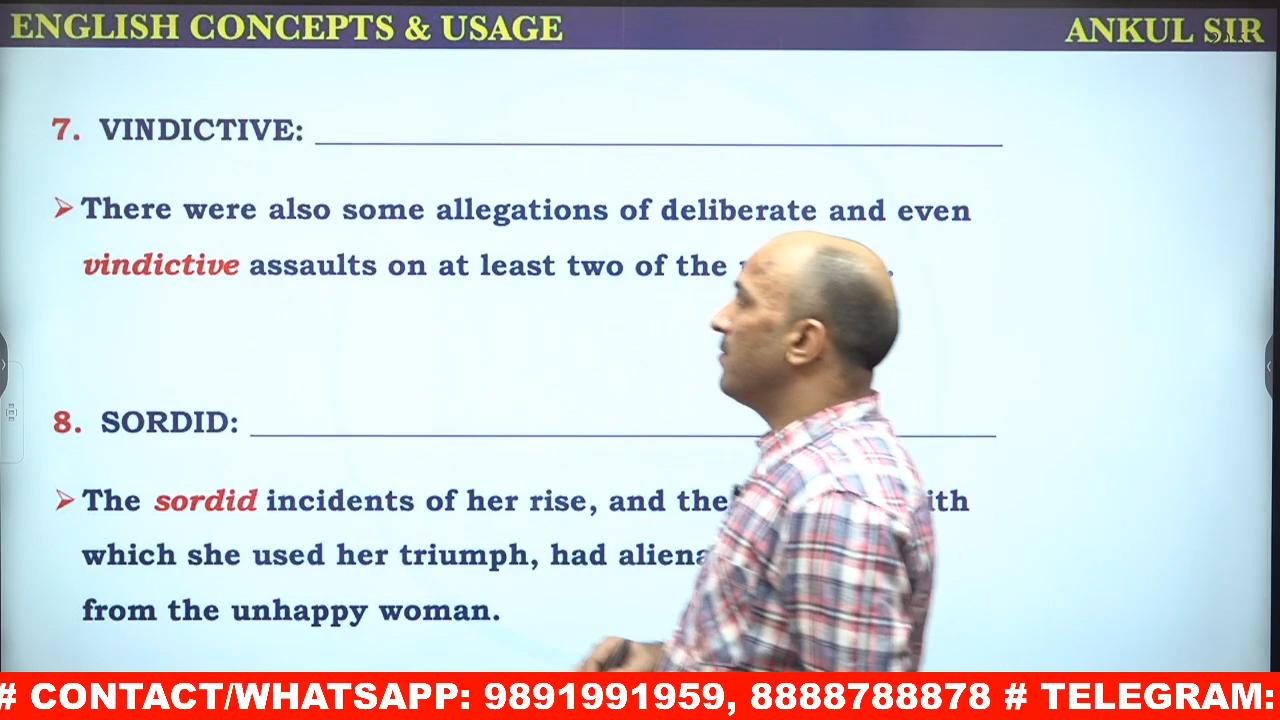 ENGLISH CONCEPTS & USAGE
ANKUL SIR
7. VINDICTIVE:
There were also some allegations of deliberate and even
vindictive assaults on at least two of the
8. SORDID:
The sordid incidents of her rise, and the
which she used her triumph, had
from the unhappy woman.
# CONTACT/WHATSAPP: 9891991959, 8888788878 # TELEGRAM: